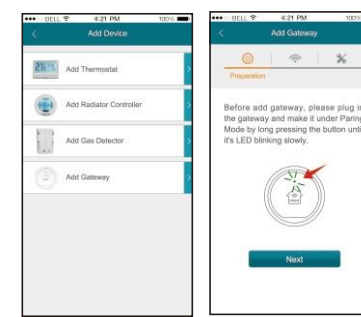 BELL 4:21 PM 100%
Add Device
Add Thermostat
Add Radiator Controller
Add Gas Detector
Add Gateway
BELL 4:21 PM 100%
Add Gateway
Preparation
Before add gateway, please plug in
the gateway and make it under Paring
Mode by long pressing the button until
it's LED blinking slowly.
Next